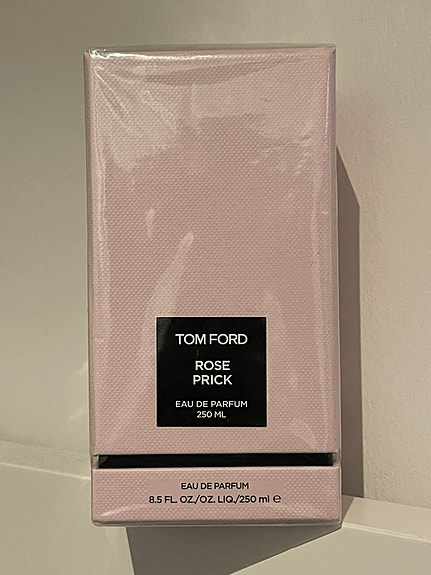 TOM FORD
ROSE
PRICK
EAU DE PARFUM
250 ML
EAU DE PARFUM
8.5 FL. OZ./OZ. LIQ./250 ml ℮